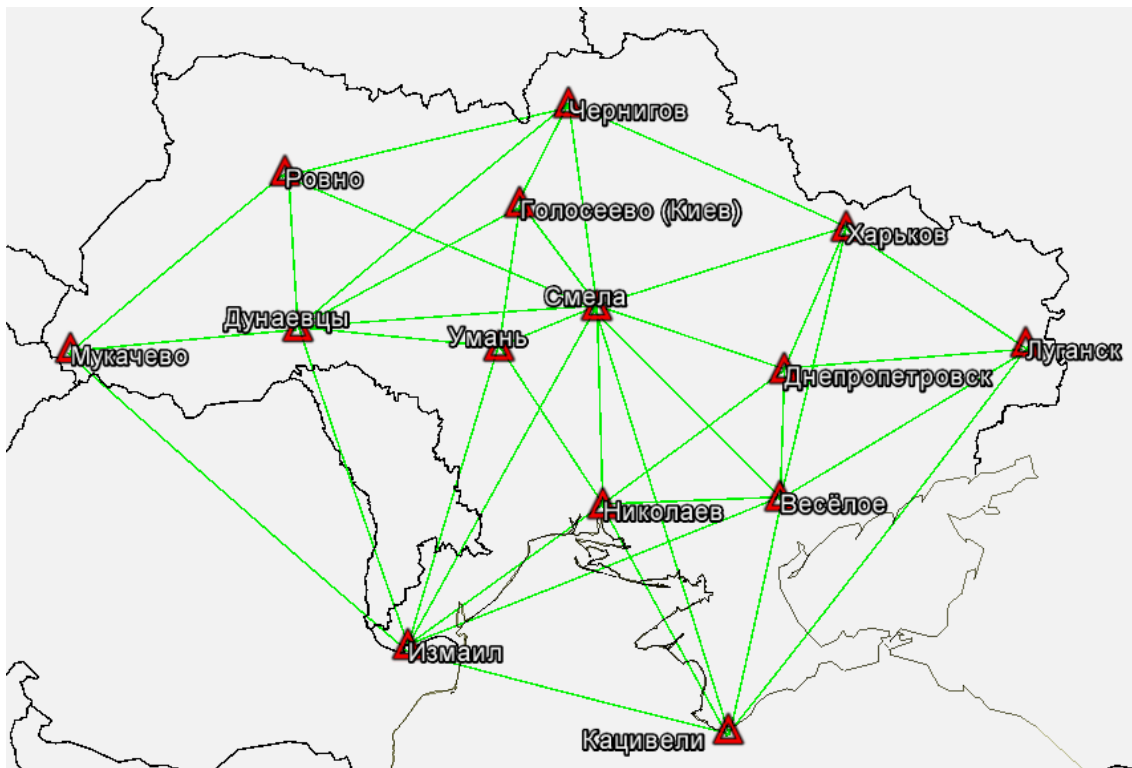 Чернигов
Ровно
Голосеево (Киев)
Харьков
Смела
Дунаевцы
Умань
Мукачево
Луганск
Днепропетровск
Николаев
Весёлое
Измаил
Кацивели